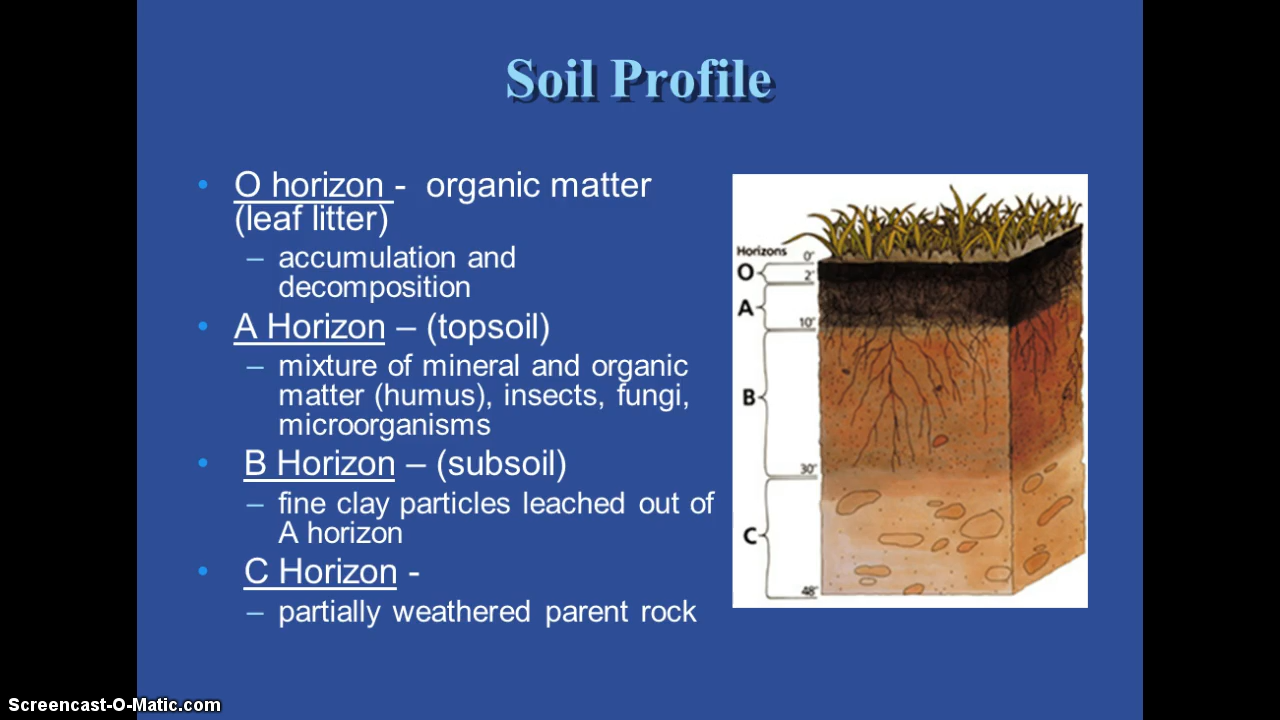 Soil Profile
• O horizon - organic matter
(leaf litter)
– accumulation and
decomposition
• A Horizon – (topsoil)
– mixture of mineral and organic
matter (humus), insects, fungi,
microorganisms
• B Horizon – (subsoil)
– fine clay particles leached out of
A horizon
• C Horizon -
– partially weathered parent rock
Horizons
0"
O
2"
A
10"
B
30"
C
48"
Screencast-O-Matic.com